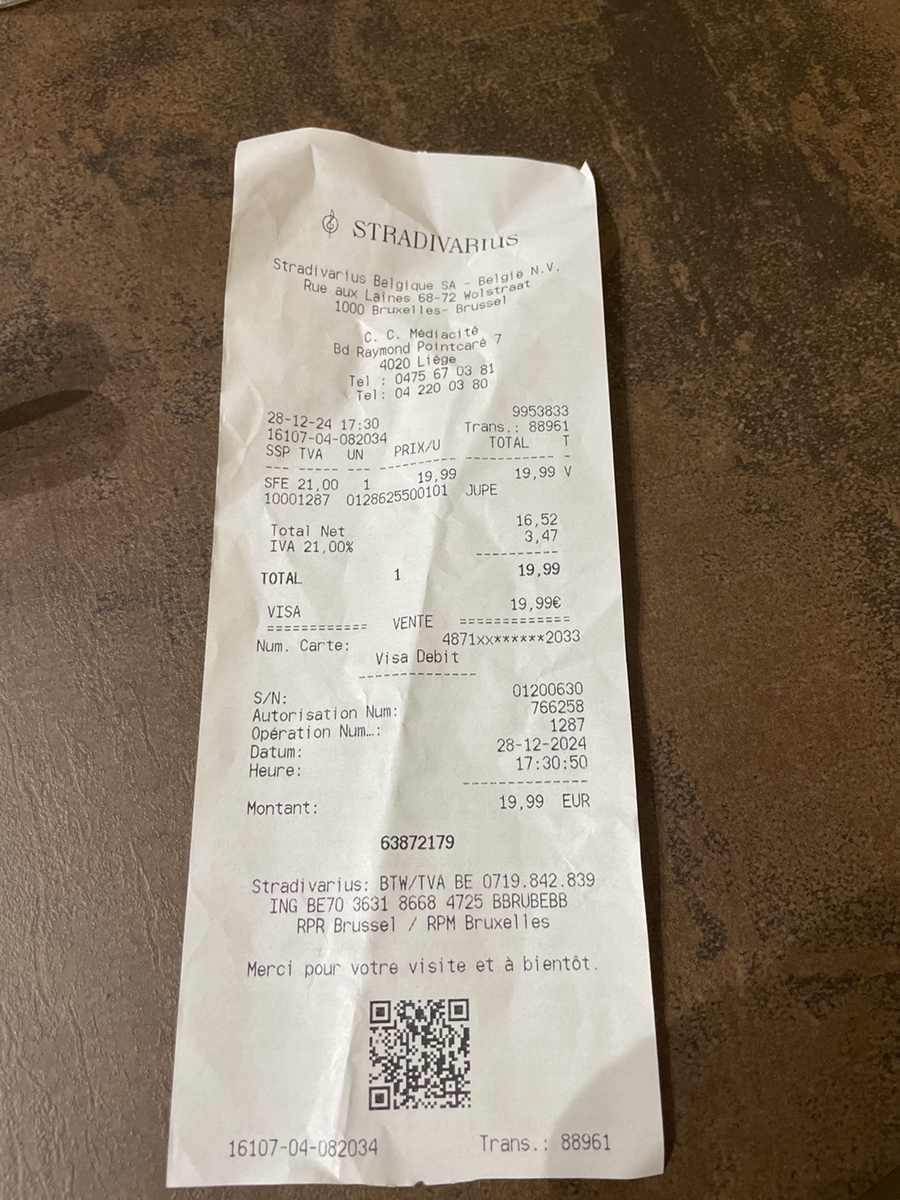 STRADIVARIUS
Stradivarius Belgique SA - België N.V.
Rue aux Laines 68-72 Wolstraat
1000 Bruxelles- Brussel
C. C. Médiacité
Bd Raymond Pointcaré 7
4020 Liège
Tel : 0475 67 03 81
Tel: 04 220 03 80
9953833
28-12-24 17:30 Trans.: 88961
16107-04-082034
SSP TVA UN PRIX/U TOTAL T
--- ----- --- ---------- ---------- -
SFE 21,00 1 19,99 19,99 V
10001287 0128625500101 JUPE
Total Net 16,52
IVA 21,00% 3,47
----------
TOTAL 1 19,99
VISA 19,99€
============ VENTE =============
Num. Carte: 4871xx******2033
Visa Debit
--------------
S/N: 01200630
Autorisation Num: 766258
Opération Num…: 1287
Datum: 28-12-2024
Heure: 17:30:50
---------------
Montant: 19,99 EUR
63872179
Stradivarius: BTW/TVA BE 0719.842.839
ING BE70 3631 8668 4725 BBRUBEBB
RPR Brussel / RPM Bruxelles
Merci pour votre visite et à bientôt.
16107-04-082034 Trans.: 88961